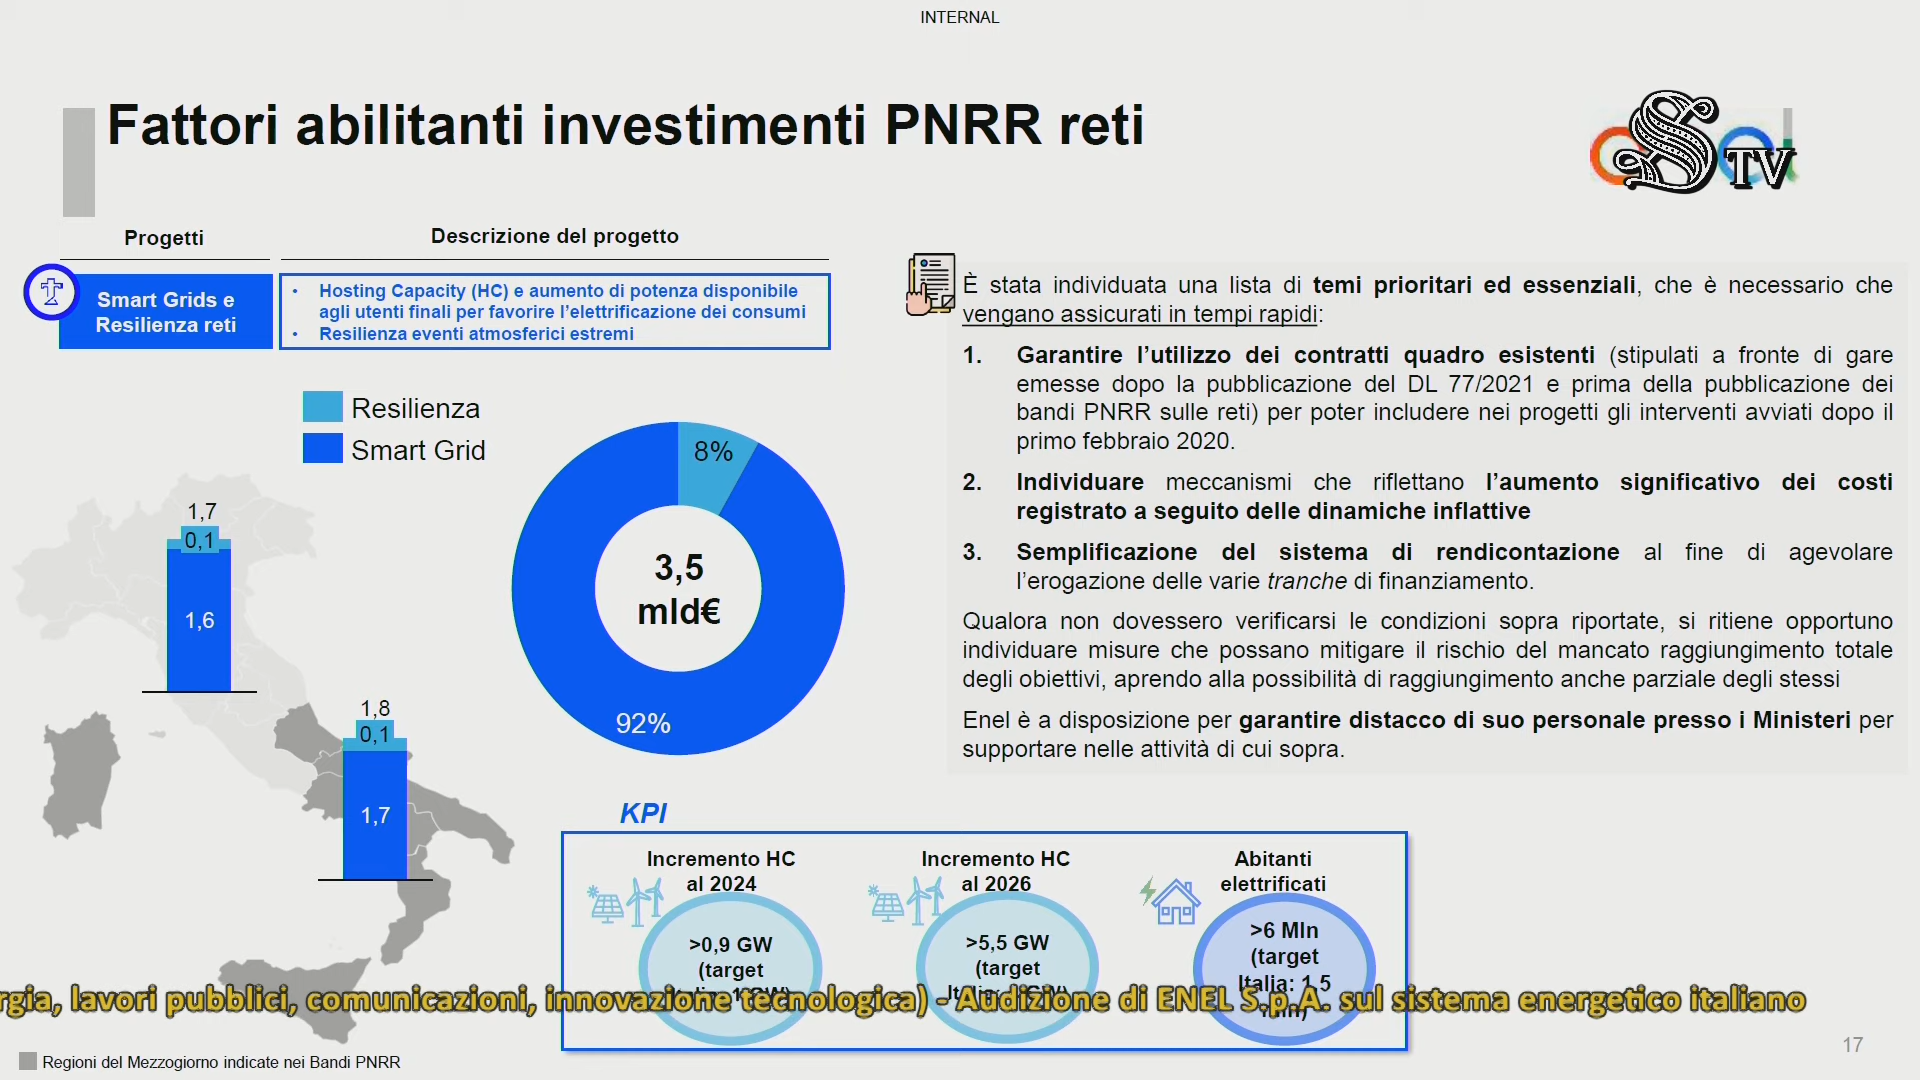 INTERNAL
Fattori abilitanti investimenti PNRR reti
S TV
Progetti
Descrizione del progetto
Smart Grids e
Resilienza reti
• Hosting Capacity (HC) e aumento di potenza disponibile
agli utenti finali per favorire l’elettrificazione dei consumi
• Resilienza eventi atmosferici estremi
Resilienza
Smart Grid
1,7
0,1
1,6
1,8
0,1
1,7
8%
3,5
mld€
92%
È stata individuata una lista di temi prioritari ed essenziali, che è necessario che
vengano assicurati in tempi rapidi:
1. Garantire l’utilizzo dei contratti quadro esistenti (stipulati a fronte di gare
emesse dopo la pubblicazione del DL 77/2021 e prima della pubblicazione dei
bandi PNRR sulle reti) per poter includere nei progetti gli interventi avviati dopo il
primo febbraio 2020.
2. Individuare meccanismi che riflettano l’aumento significativo dei costi
registrato a seguito delle dinamiche inflattive
3. Semplificazione del sistema di rendicontazione al fine di agevolare
l’erogazione delle varie tranche di finanziamento.
Qualora non dovessero verificarsi le condizioni sopra riportate, si ritiene opportuno
individuare misure che possano mitigare il rischio del mancato raggiungimento totale
degli obiettivi, aprendo alla possibilità di raggiungimento anche parziale degli stessi
Enel è a disposizione per garantire distacco di suo personale presso i Ministeri per
supportare nelle attività di cui sopra.
KPI
Incremento HC
al 2024
>0,9 GW
(target
Incremento HC
al 2026
>5,5 GW
(target
Abitanti
elettrificati
>6 Mln
(target
Italia: 1,5
rgia, lavori pubblici, comunicazioni, innovazione tecnologica) - Audizione di ENEL S.p.A. sul sistema energetico italiano
Regioni del Mezzogiorno indicate nei Bandi PNRR
17